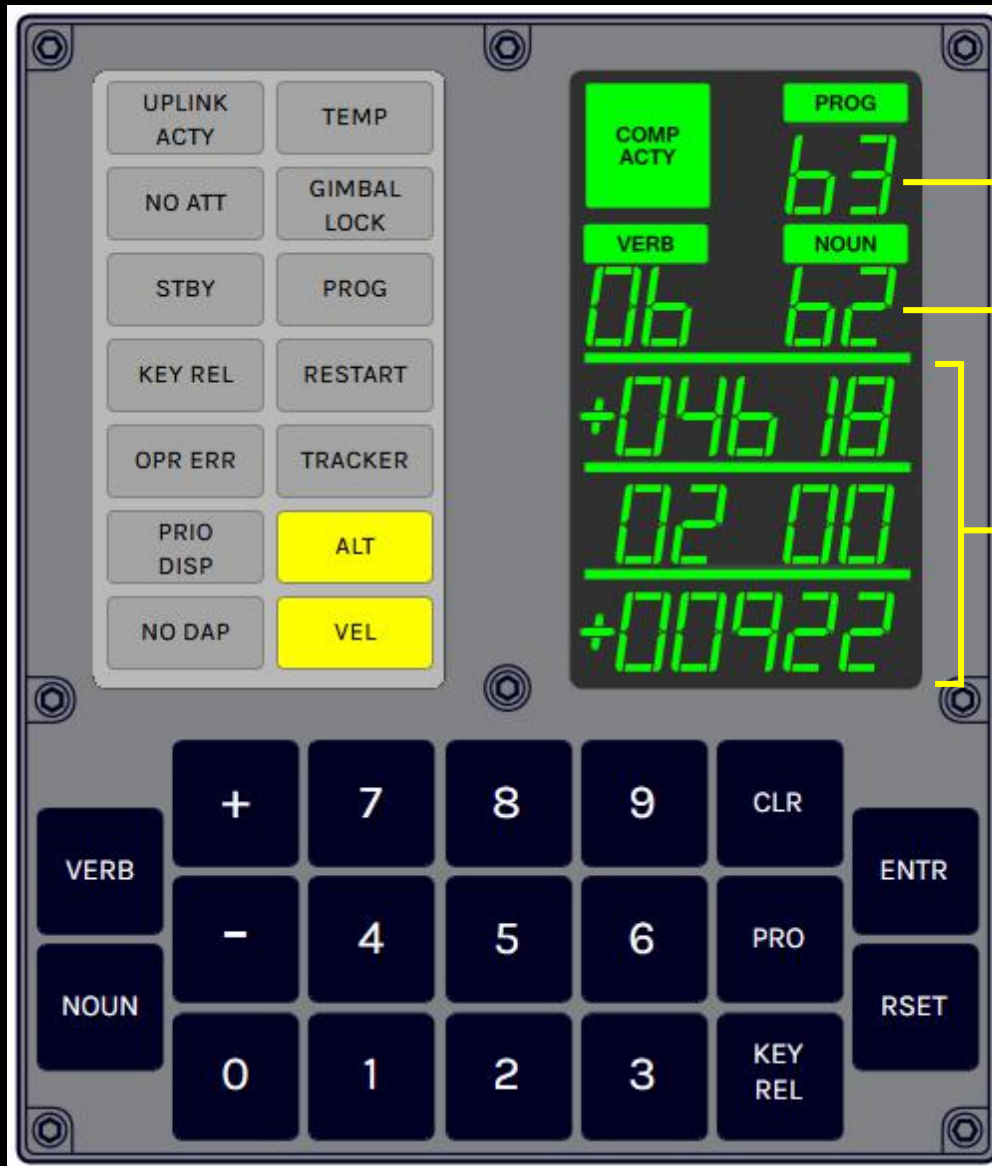 UPLINK
ACTY
TEMP
NO ATT
GIMBAL
LOCK
STBY
PROG
KEY REL
RESTART
OPR ERR
TRACKER
PRIO
DISP
ALT
NO DAP
VEL
COMP
ACTY
PROG
63
VERB
NOUN
06
62
+04618
02 00
+00922
VERB
NOUN
+
7
8
9
CLR
-
4
5
6
PRO
0
1
2
3
KEY
REL
ENTR
RSET